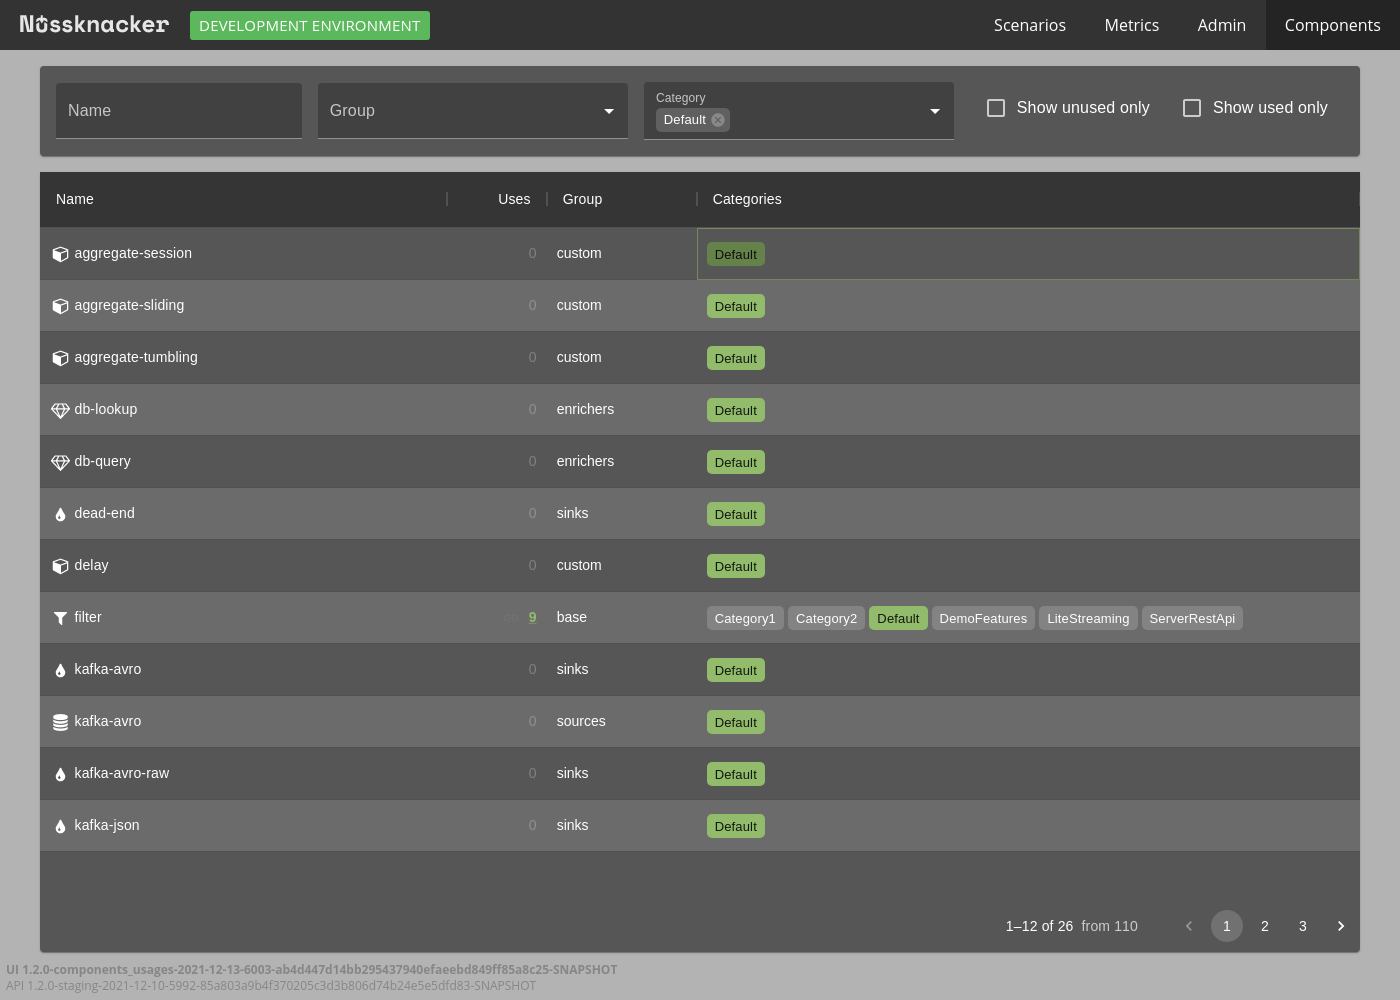 Nussknacker DEVELOPMENT ENVIRONMENT Scenarios Metrics Admin Components
Name Group Category Default Show unused only Show used only
Name Uses Group Categories
aggregate-session 0 custom Default
aggregate-sliding 0 custom Default
aggregate-tumbling 0 custom Default
db-lookup 0 enrichers Default
db-query 0 enrichers Default
dead-end 0 sinks Default
delay 0 custom Default
filter 9 base Category1 Category2 Default DemoFeatures LiteStreaming ServerRestApi
kafka-avro 0 sinks Default
kafka-avro 0 sources Default
kafka-avro-raw 0 sinks Default
kafka-json 0 sinks Default
1–12 of 26 from 110 1 2 3
UI 1.2.0-components_usages-2021-12-13-6003-ab4d447d14bb295437940efaeebd849ff85a8c25-SNAPSHOT
API 1.2.0-staging-2021-12-10-5992-85a803a9b4f370205c3d3b806d74b24e5e5dfd83-SNAPSHOT